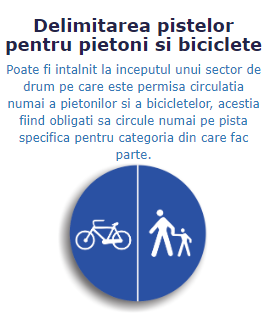 Delimitarea pistelor
pentru pietoni si biciclete
Poate fi intalnit la inceputul unui sector de
drum pe care este permisa circulatia
numai a pietonilor si a bicicletelor, acestia
fiind obligati sa circule numai pe pista
specifica pentru categoria din care fac
parte.